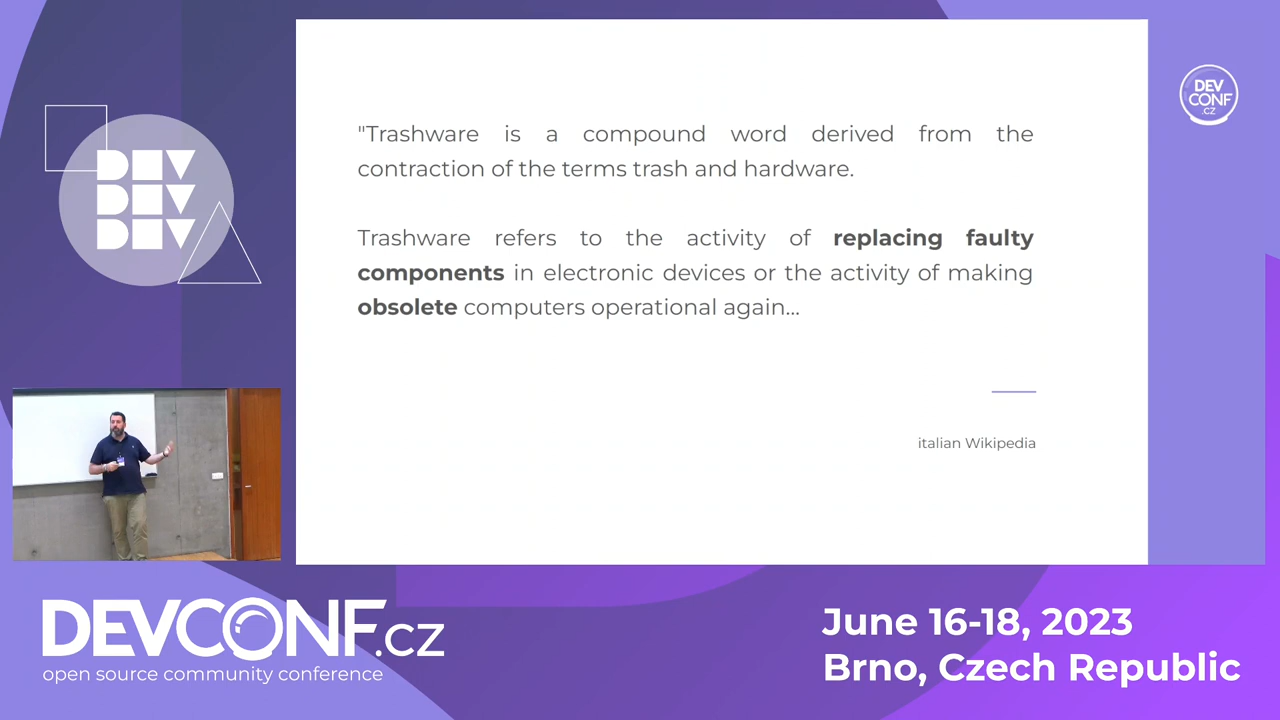 DEV
CONF
.CZ
DEV
DEV
DEV
"Trashware is a compound word derived from the
contraction of the terms trash and hardware.
Trashware refers to the activity of replacing faulty
components in electronic devices or the activity of making
obsolete computers operational again...
italian Wikipedia
DEVCONF.cz
open source community conference
June 16-18, 2023
Brno, Czech Republic